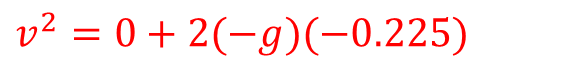 v² = 0 + 2(−g)(−0.225)